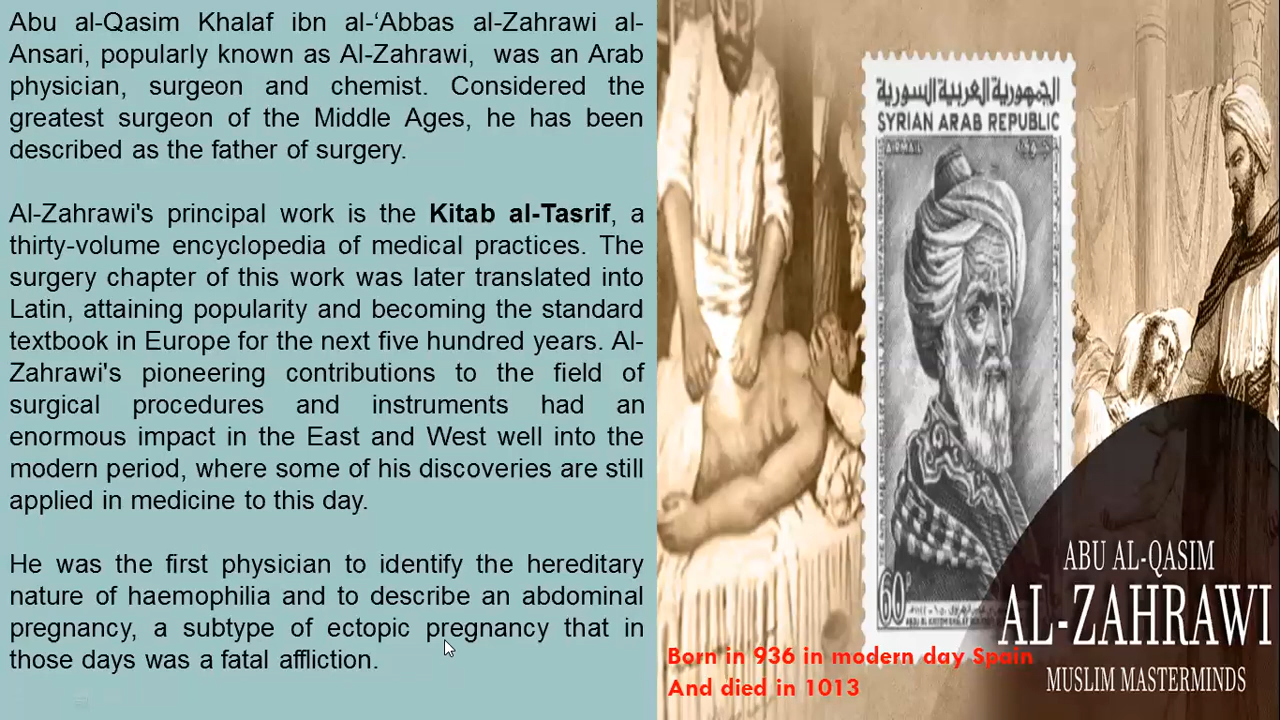 Abu al-Qasim Khalaf ibn al-‘Abbas al-Zahrawi al-
Ansari, popularly known as Al-Zahrawi, was an Arab
physician, surgeon and chemist. Considered the
greatest surgeon of the Middle Ages, he has been
described as the father of surgery.
Al-Zahrawi's principal work is the Kitab al-Tasrif, a
thirty-volume encyclopedia of medical practices. The
surgery chapter of this work was later translated into
Latin, attaining popularity and becoming the standard
textbook in Europe for the next five hundred years. Al-
Zahrawi's pioneering contributions to the field of
surgical procedures and instruments had an
enormous impact in the East and West well into the
modern period, where some of his discoveries are still
applied in medicine to this day.
He was the first physician to identify the hereditary
nature of haemophilia and to describe an abdominal
pregnancy, a subtype of ectopic pregnancy that in
those days was a fatal affliction.
الجمهورية العربية السورية
SYRIAN ARAB REPUBLIC
AIRMAIL
60
ABU AL-QASIM
AL-ZAHRAWI
MUSLIM MASTERMINDS
Born in 936 in modern day Spain
And died in 1013